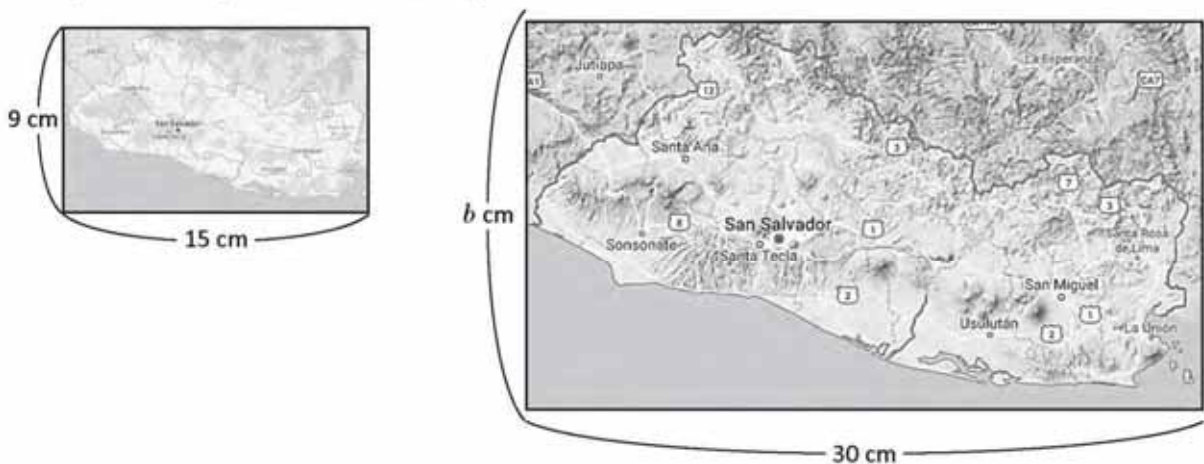 9 cm
15 cm
San Salvador
b cm
30 cm
Jutiapa
La Esperanza
CA7
12
Santa Ana
3
7
3
8
San Salvador
1
Sonsonate
Santa Tecla
Santa Rosa
de Lima
San Miguel
2
1
Usulután
2
La Unión